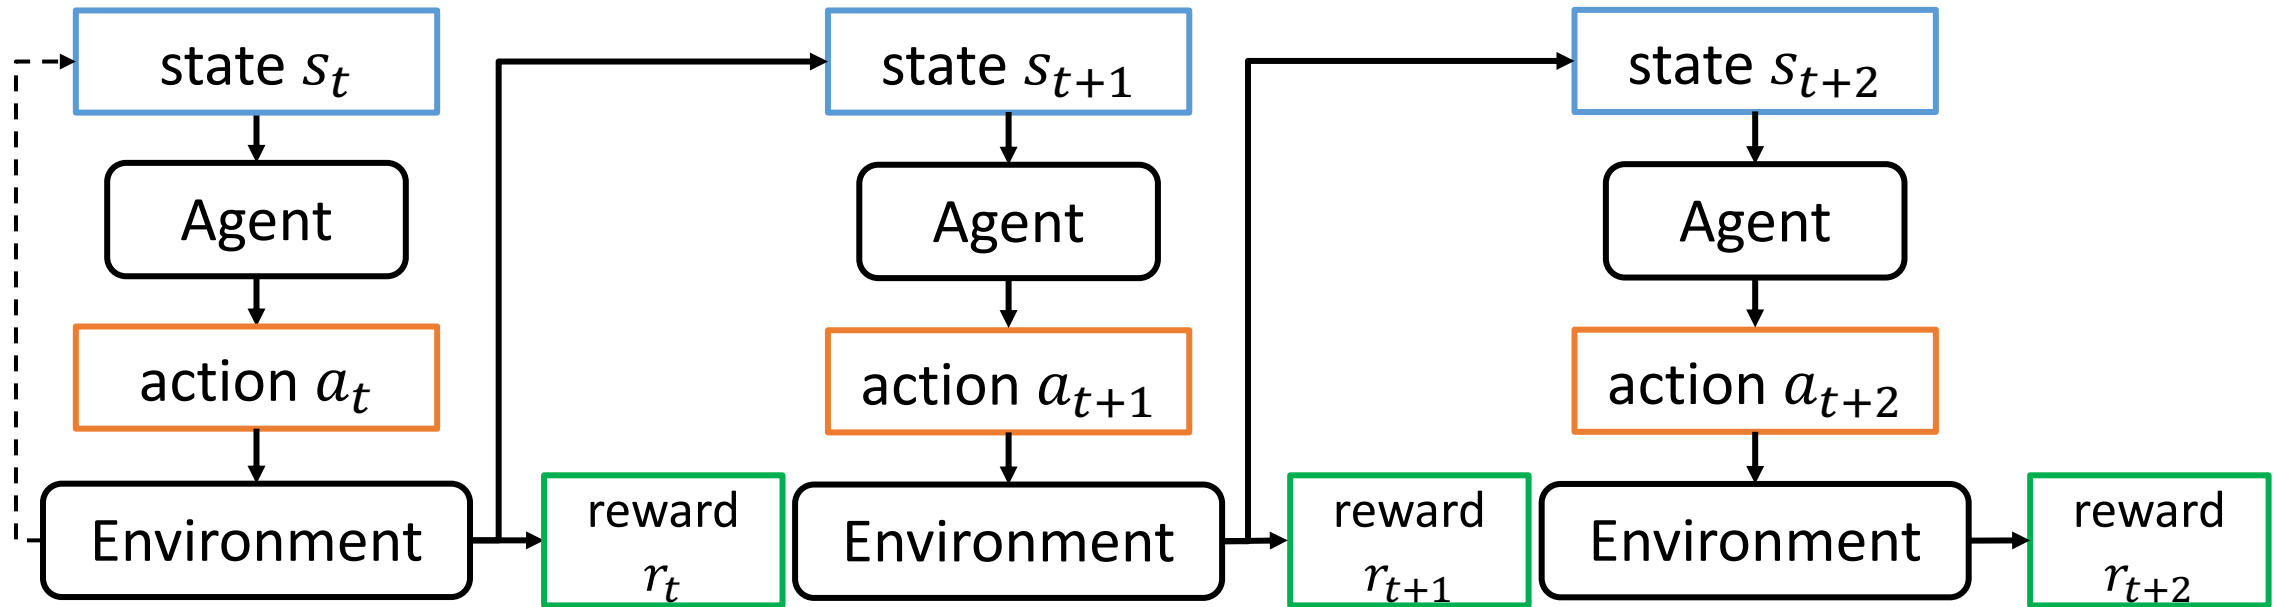 state sₜ
Agent
action aₜ
Environment
reward
rₜ
state sₜ₊₁
Agent
action aₜ₊₁
Environment
reward
rₜ₊₁
state sₜ₊₂
Agent
action aₜ₊₂
Environment
reward
rₜ₊₂